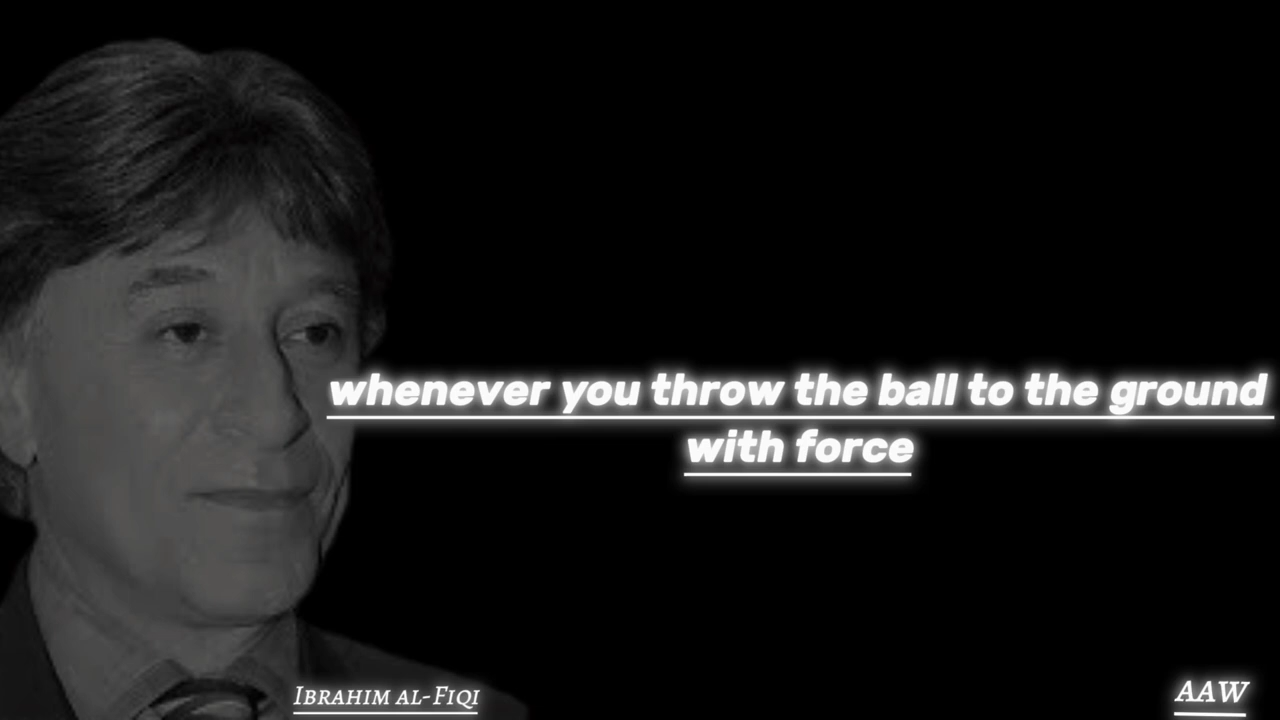 whenever you throw the ball to the ground
with force
Ibrahim al-Fiqi
AAW